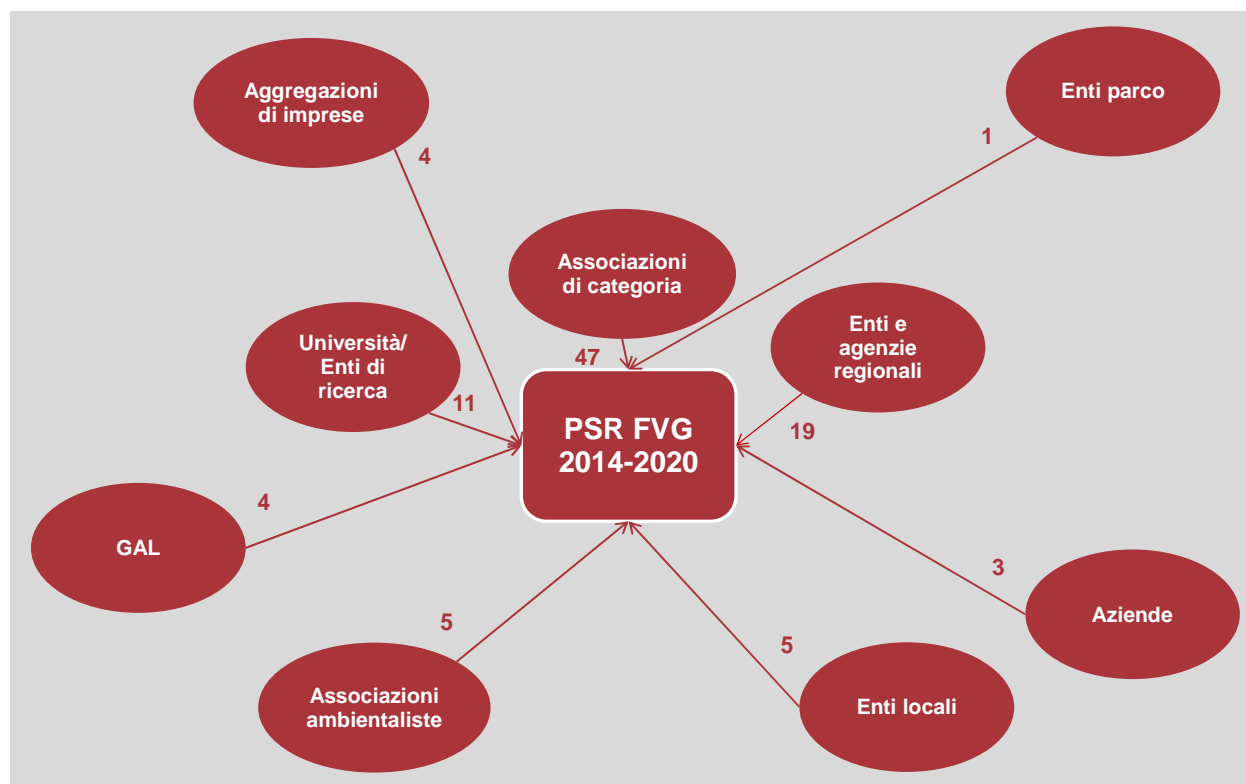 Aggregazioni
di imprese
4
Enti parco
1
Associazioni
di categoria
47
Università/
Enti di
ricerca
11
Enti e
agenzie
regionali
19
PSR FVG
2014-2020
GAL
4
Aziende
3
Associazioni
ambientaliste
5
Enti locali
5